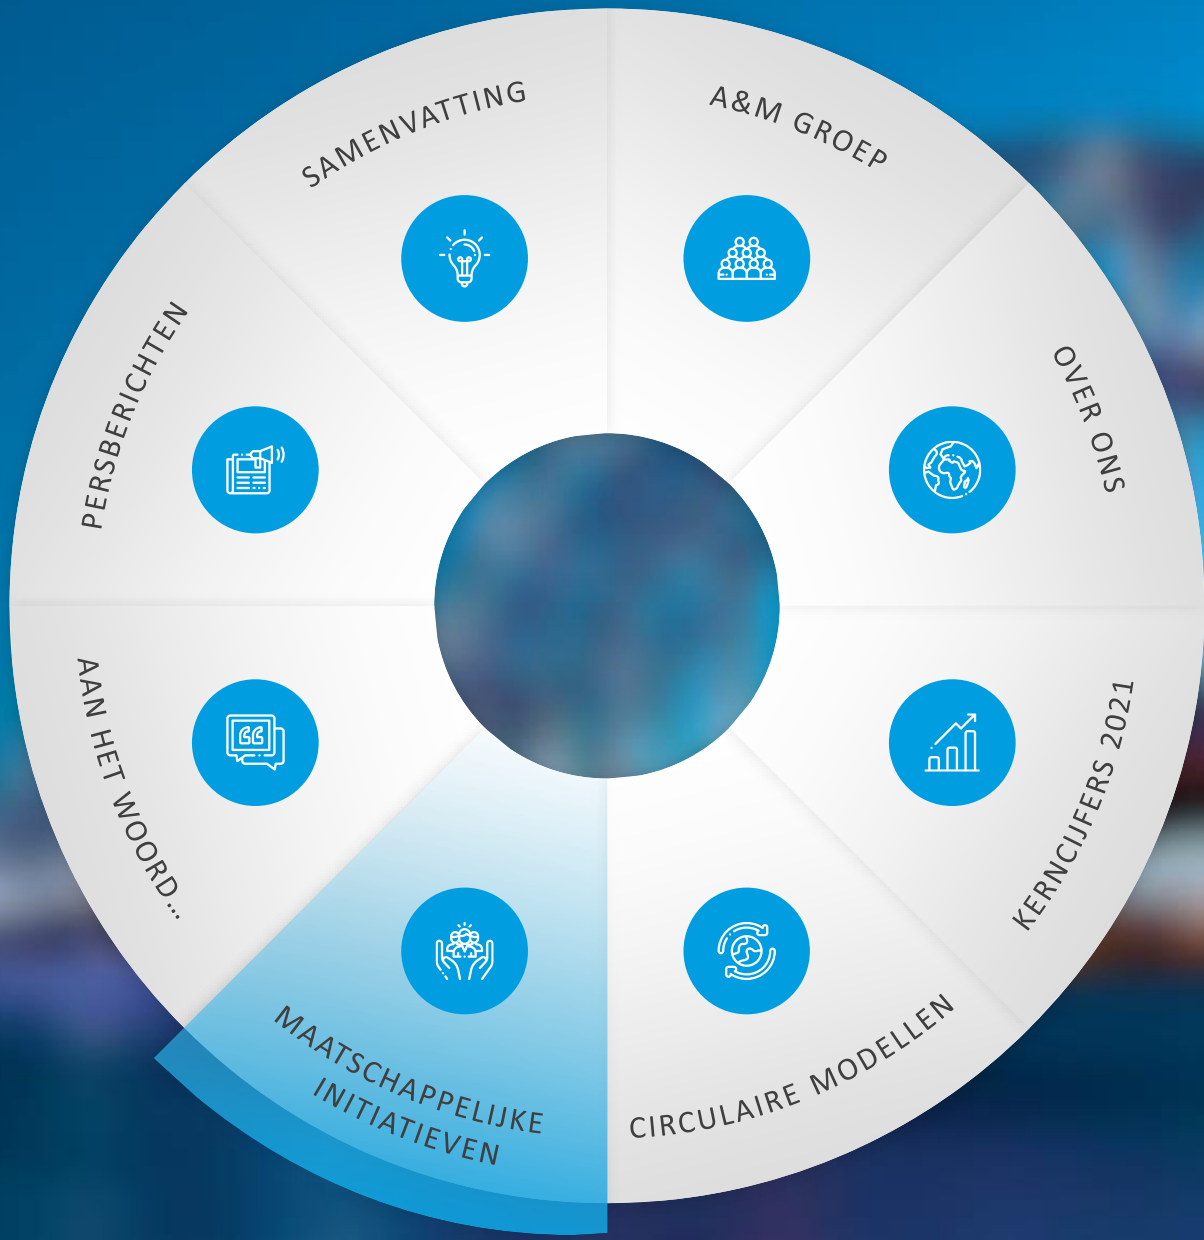 SAMENVATTING
A&M GROEP
OVER ONS
KERNCIJFERS 2021
CIRCULAIRE MODELLEN
MAATSCHAPPELIJKE
INITIATIEVEN
AAN HET WOORD...
PERSBERICHTEN